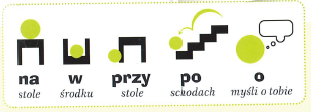 na w przy po o
stole środku stole schodach myśli o tobie